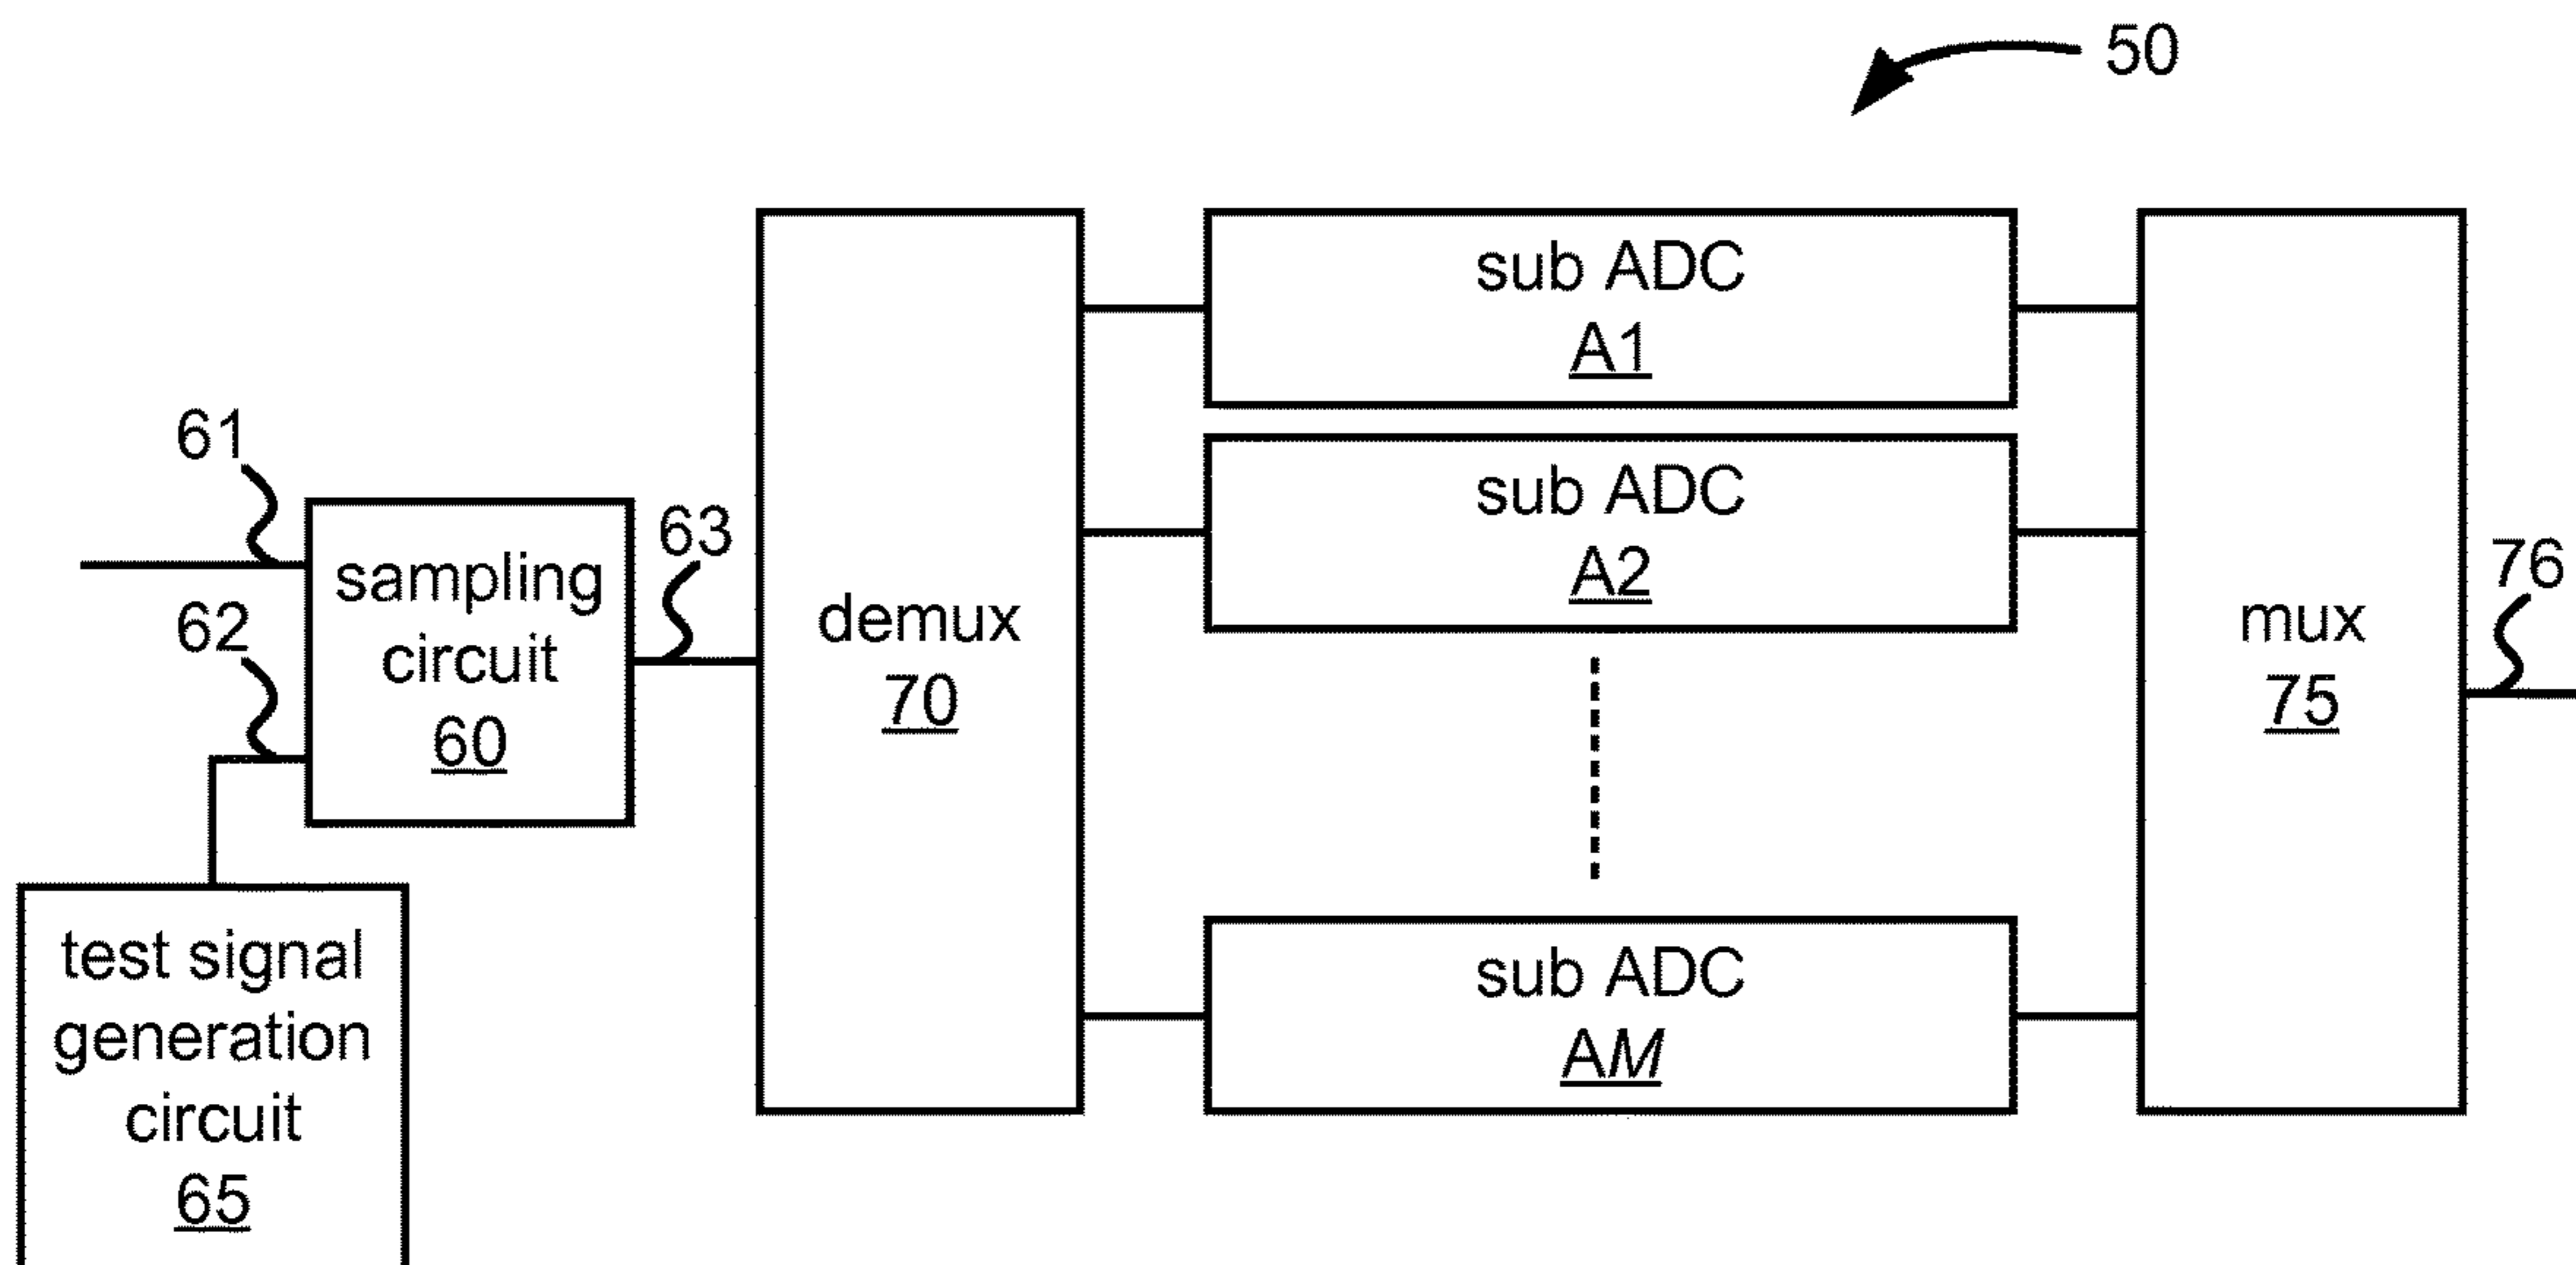 50
61
62
sampling
circuit
60
63
demux
70
sub ADC
A1
sub ADC
A2
sub ADC
AM
mux
75
76
test signal
generation
circuit
65